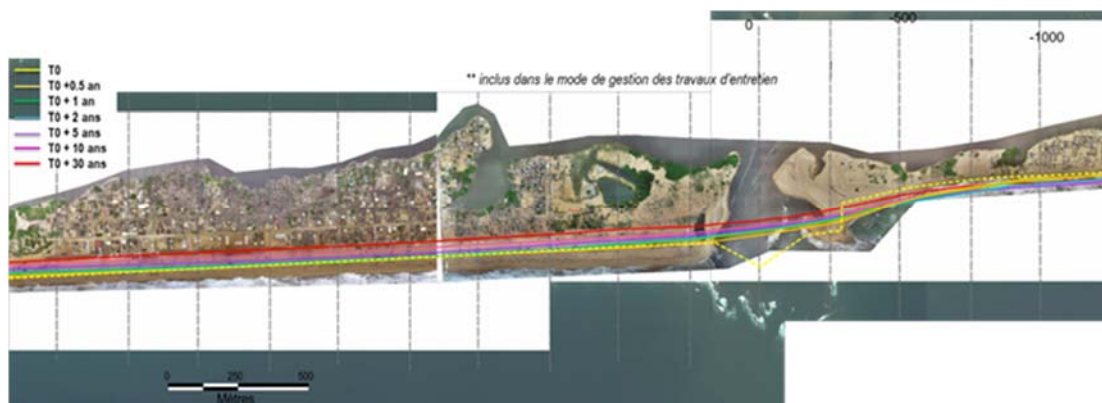 0
-500
-1000
T0
T0 +0.5 an
T0 + 1 an
T0 + 2 ans
T0 + 5 ans
T0 + 10 ans
T0 + 30 ans
** inclus dans le mode de gestion des travaux d'entretien
0 250 500
Mètres